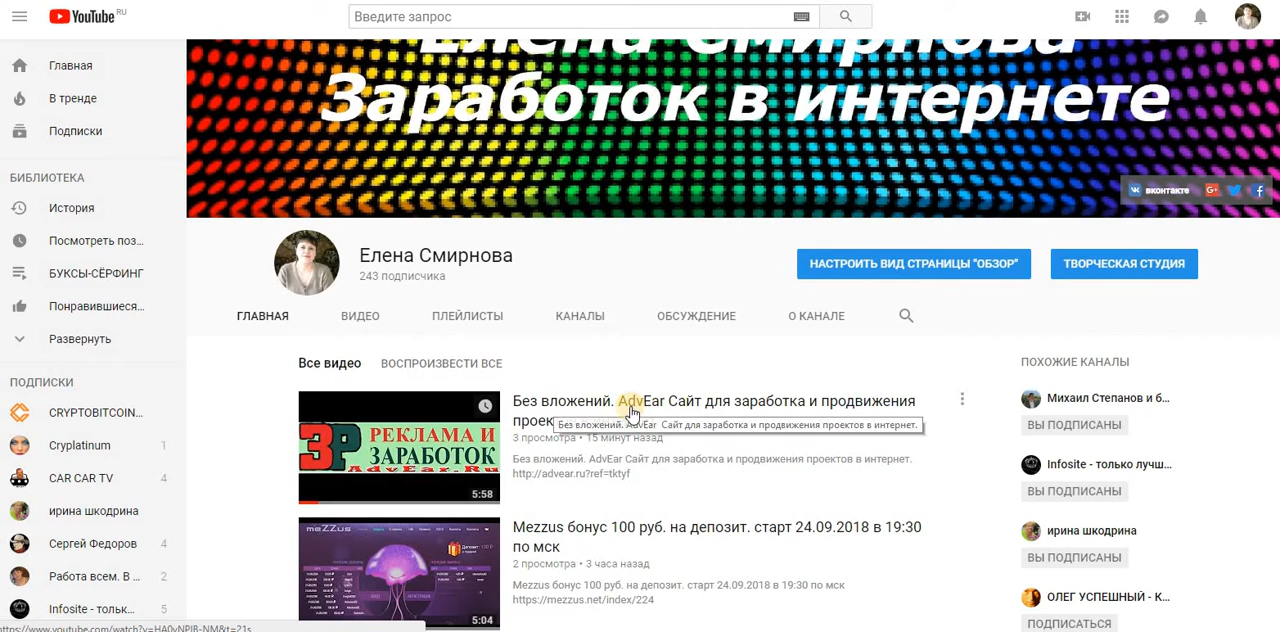 YouTube RU
Введите запрос
Елена Смирнова
Заработок в интернете
вконтакте
Главная
В тренде
Подписки
БИБЛИОТЕКА
История
Посмотреть поз...
БУКСЫ-СЁРФИНГ
Понравившиеся...
Развернуть
ПОДПИСКИ
CRYPTOBITCOIN...
Cryplatinum 1
CAR CAR TV 4
ирина шкодрина
Сергей Федоров 4
Работа всем. В ... 2
Infosite - тольк... 5
Елена Смирнова
243 подписчика
НАСТРОИТЬ ВИД СТРАНИЦЫ "ОБЗОР"
ТВОРЧЕСКАЯ СТУДИЯ
ГЛАВНАЯ ВИДЕО ПЛЕЙЛИСТЫ КАНАЛЫ ОБСУЖДЕНИЕ О КАНАЛЕ
Все видео ВОСПРОИЗВЕСТИ ВСЕ
ЗР РЕКЛАМА И
ЗАРАБОТОК
AdvEar.Ru
5:58
Без вложений. AdvEar Сайт для заработка и продвижения
Без вложений. AdvEar Сайт для заработка и продвижения проектов в интернет.
3 просмотра • 15 минут назад
Без вложений. AdvEar Сайт для заработка и продвижения проектов в интернет.
http://advear.ru?ref=tktyf
MEZZUS
5:04
Mezzus бонус 100 руб. на депозит. старт 24.09.2018 в 19:30
по мск
2 просмотра • 3 часа назад
Mezzus бонус 100 руб. на депозит. старт 24.09.2018 в 19:30 по мск
https://mezzus.net/index/224
ПОХОЖИЕ КАНАЛЫ
Михаил Степанов и б...
ВЫ ПОДПИСАНЫ
Infosite - только лучш...
ВЫ ПОДПИСАНЫ
ирина шкодрина
ВЫ ПОДПИСАНЫ
ОЛЕГ УСПЕШНЫЙ - К...
ПОДПИСАТЬСЯ